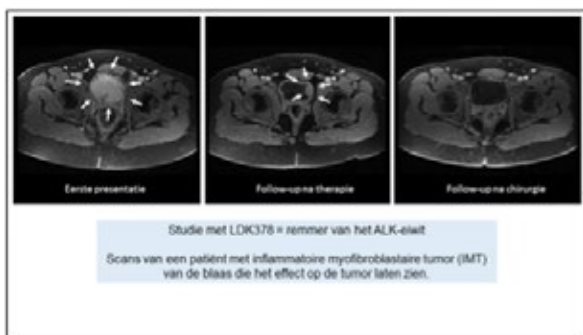 Eerste presentatie
Follow-up na therapie
Follow-up na chirurgie
Studie met LDK378 = remmer van het ALK-eiwit
Scans van een patiënt met inflammatoire myofibroblastaire tumor (IMT)
van de blaas die het effect op de tumor laten zien.